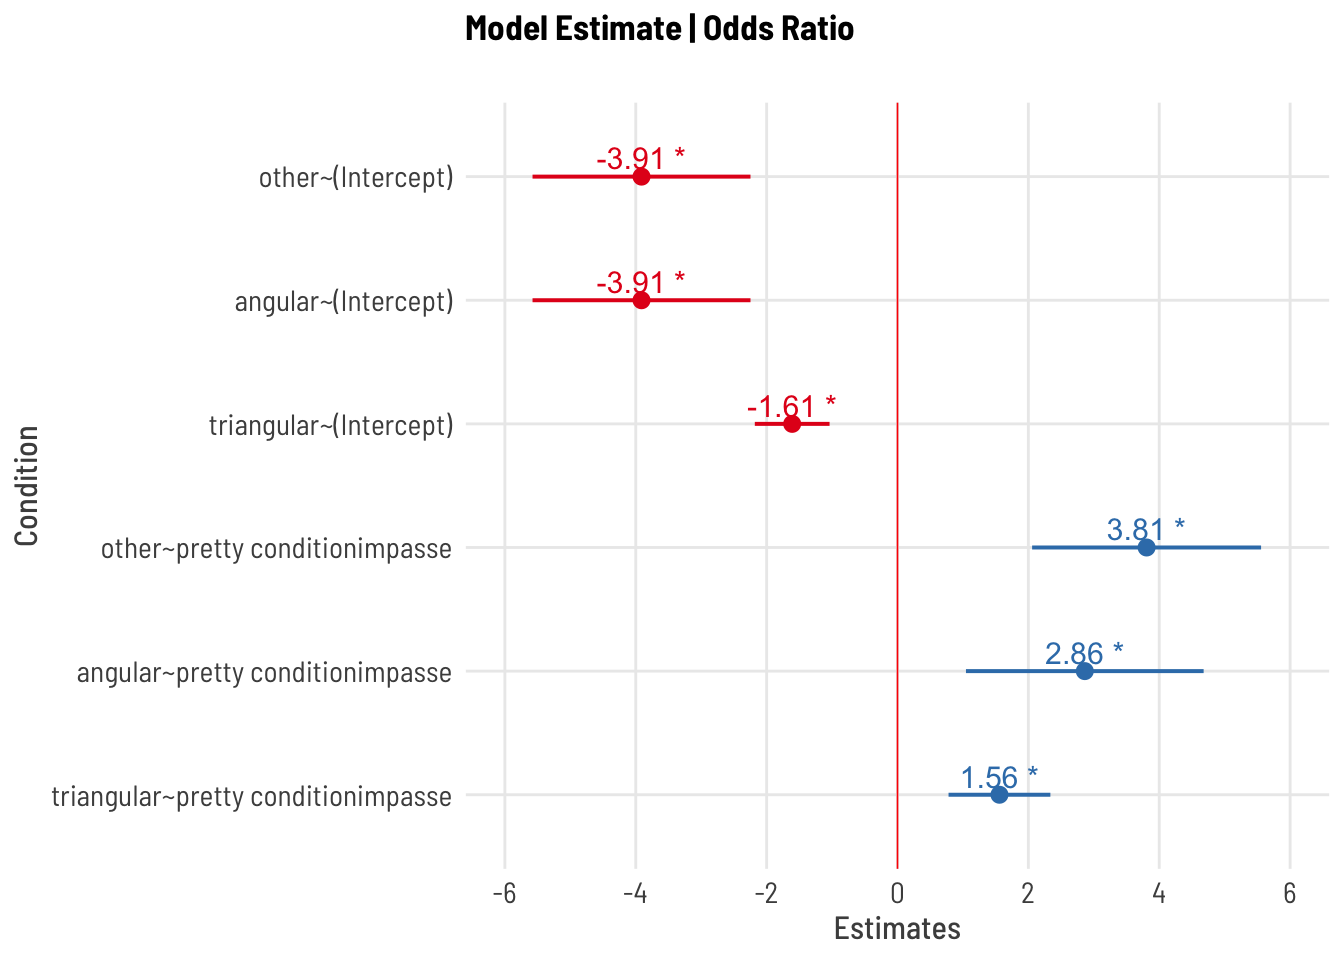 Model Estimate | Odds Ratio
-3.91 *
other~(Intercept)
-3.91 *
angular~(Intercept)
-1.61 *
triangular~(Intercept)
Condition
3.81 *
other~pretty conditionimpasse
2.86 *
angular~pretty conditionimpasse
1.56 *
triangular~pretty conditionimpasse
-6 -4 -2 0 2 4 6
Estimates